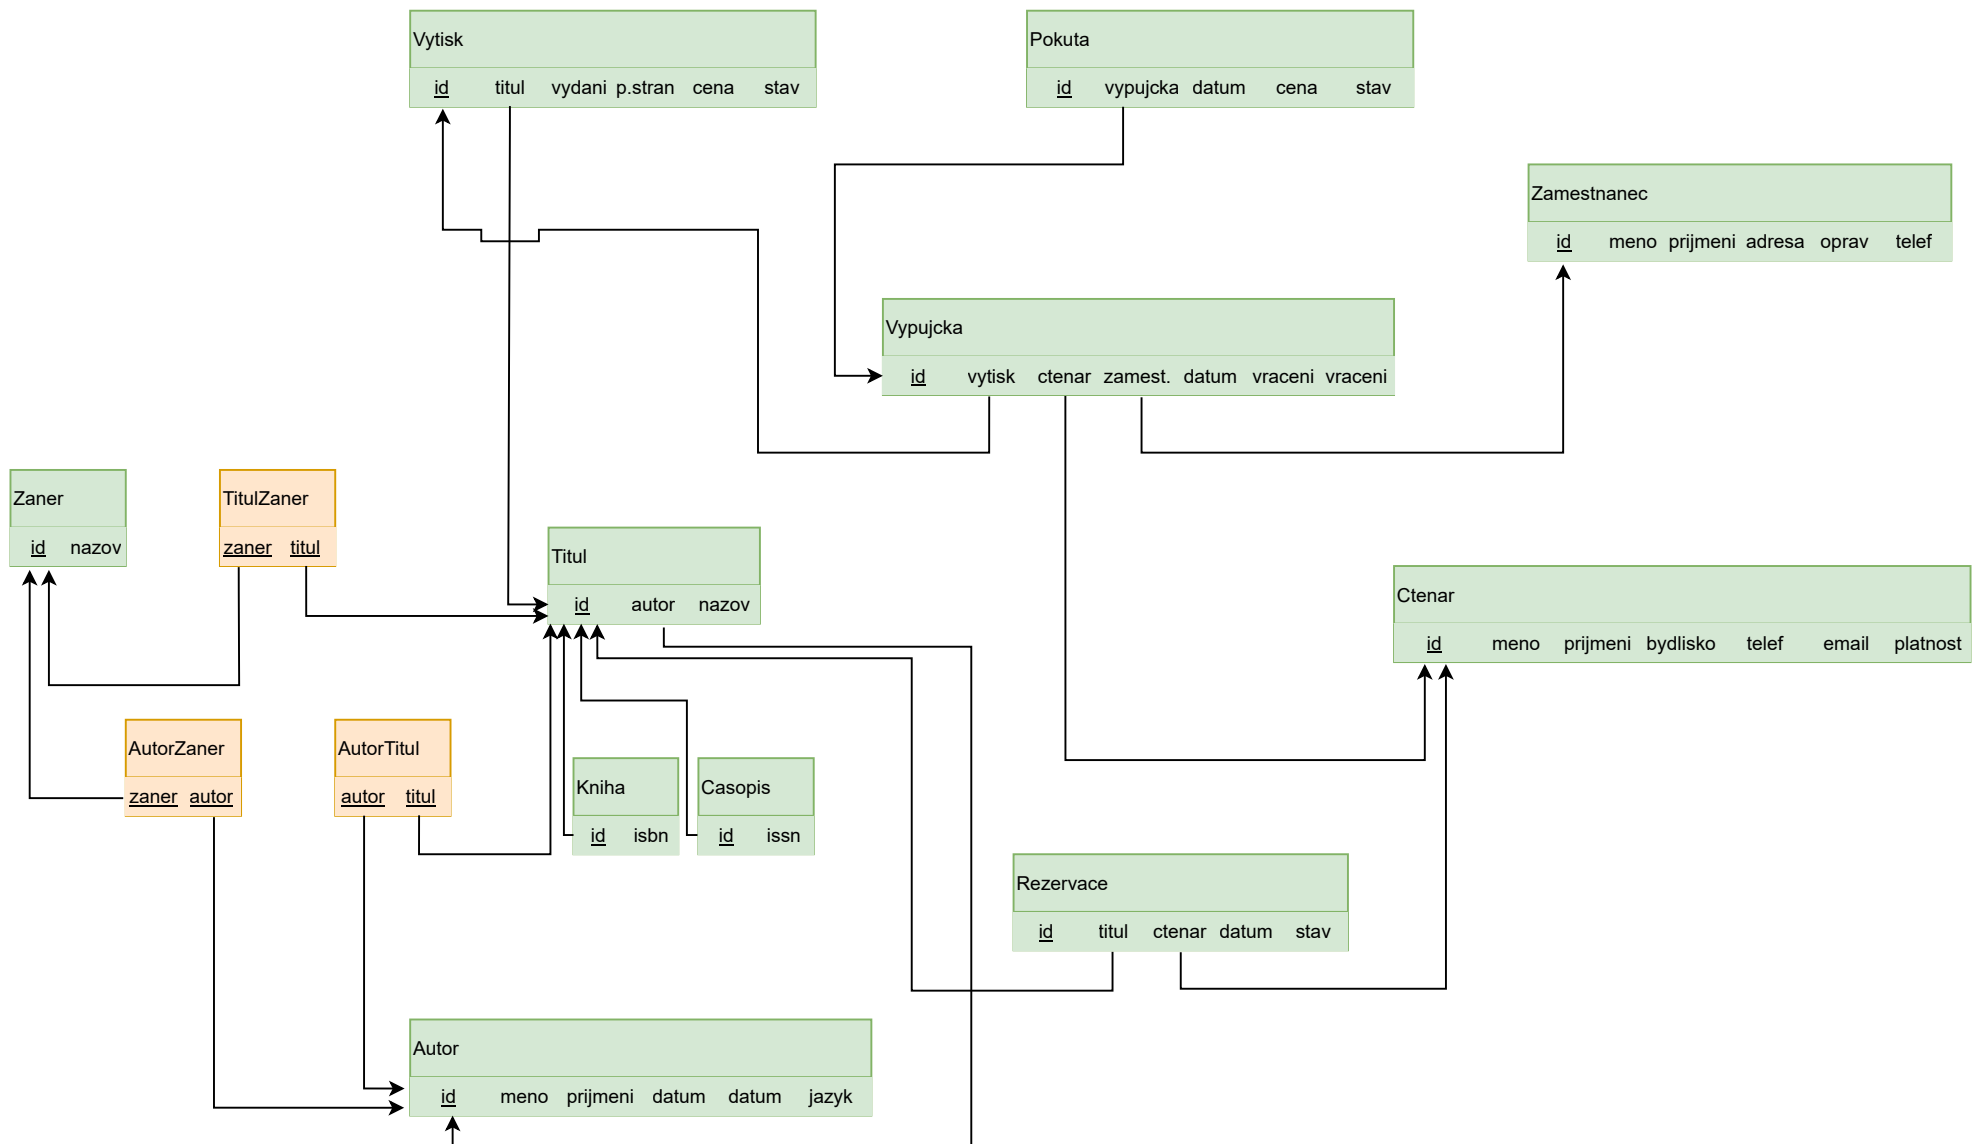 Vytisk
id titul vydani p.stran cena stav
Pokuta
id vypujcka datum cena stav
Zamestnanec
id meno prijmeni adresa oprav telef
Vypujcka
id vytisk ctenar zamest. datum vraceni vraceni
Zaner
id nazov
TitulZaner
zaner titul
Titul
id autor nazov
Ctenar
id meno prijmeni bydlisko telef email platnost
AutorZaner
zaner autor
AutorTitul
autor titul
Kniha
id isbn
Casopis
id issn
Rezervace
id titul ctenar datum stav
Autor
id meno prijmeni datum datum jazyk